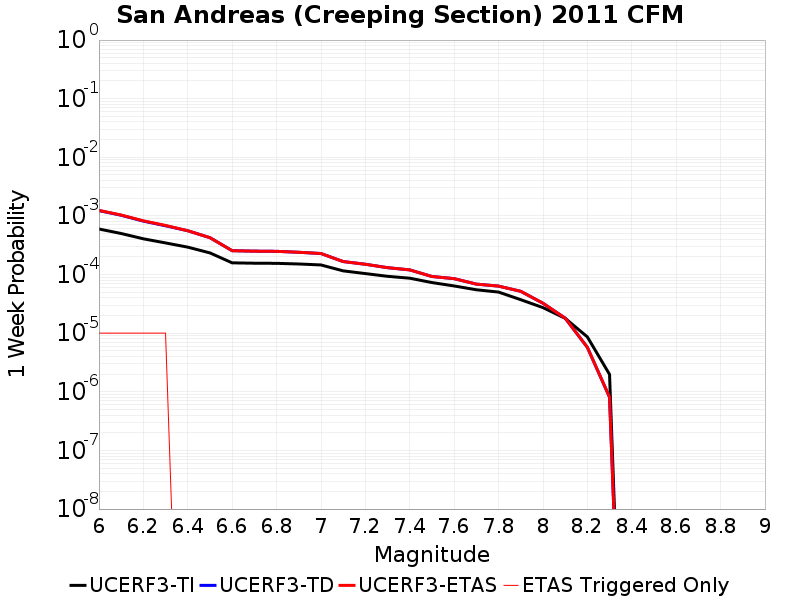 San Andreas (Creeping Section) 2011 CFM
1 Week Probability
10^0
10^-1
10^-2
10^-3
10^-4
10^-5
10^-6
10^-7
10^-8
6 6.2 6.4 6.6 6.8 7 7.2 7.4 7.6 7.8 8 8.2 8.4 8.6 8.8 9
Magnitude
UCERF3-TI UCERF3-TD UCERF3-ETAS ETAS Triggered Only